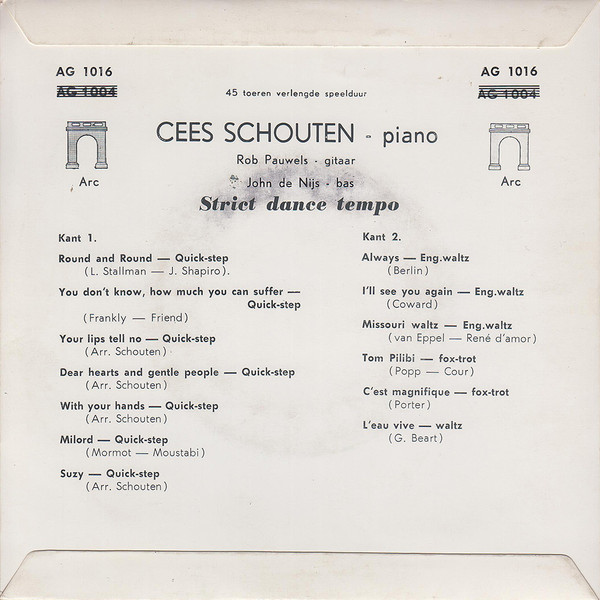 AG 1016
AG 1004
AG 1016
AG 1004
45 toeren verlengde speelduur
CEES SCHOUTEN - piano
Rob Pauwels - gitaar
John de Nijs - bas
Strict dance tempo
Arc
Arc
Kant 1.
Round and Round — Quick-step
(L. Stallman — J. Shapiro).
You don't know, how much you can suffer —
Quick-step
(Frankly — Friend)
Your lips tell no — Quick-step
(Arr. Schouten)
Dear hearts and gentle people — Quick-step
(Arr. Schouten)
With your hands — Quick-step
(Arr. Schouten)
Milord — Quick-step
(Mormot — Moustabi)
Suzy — Quick-step
(Arr. Schouten)
Kant 2.
Always — Eng.waltz
(Berlin)
I'll see you again — Eng.waltz
(Coward)
Missouri waltz — Eng.waltz
(van Eppel — René d'amor)
Tom Pilibi — fox-trot
(Popp — Cour)
C'est magnifique — fox-trot
(Porter)
L'eau vive — waltz
(G. Beart)